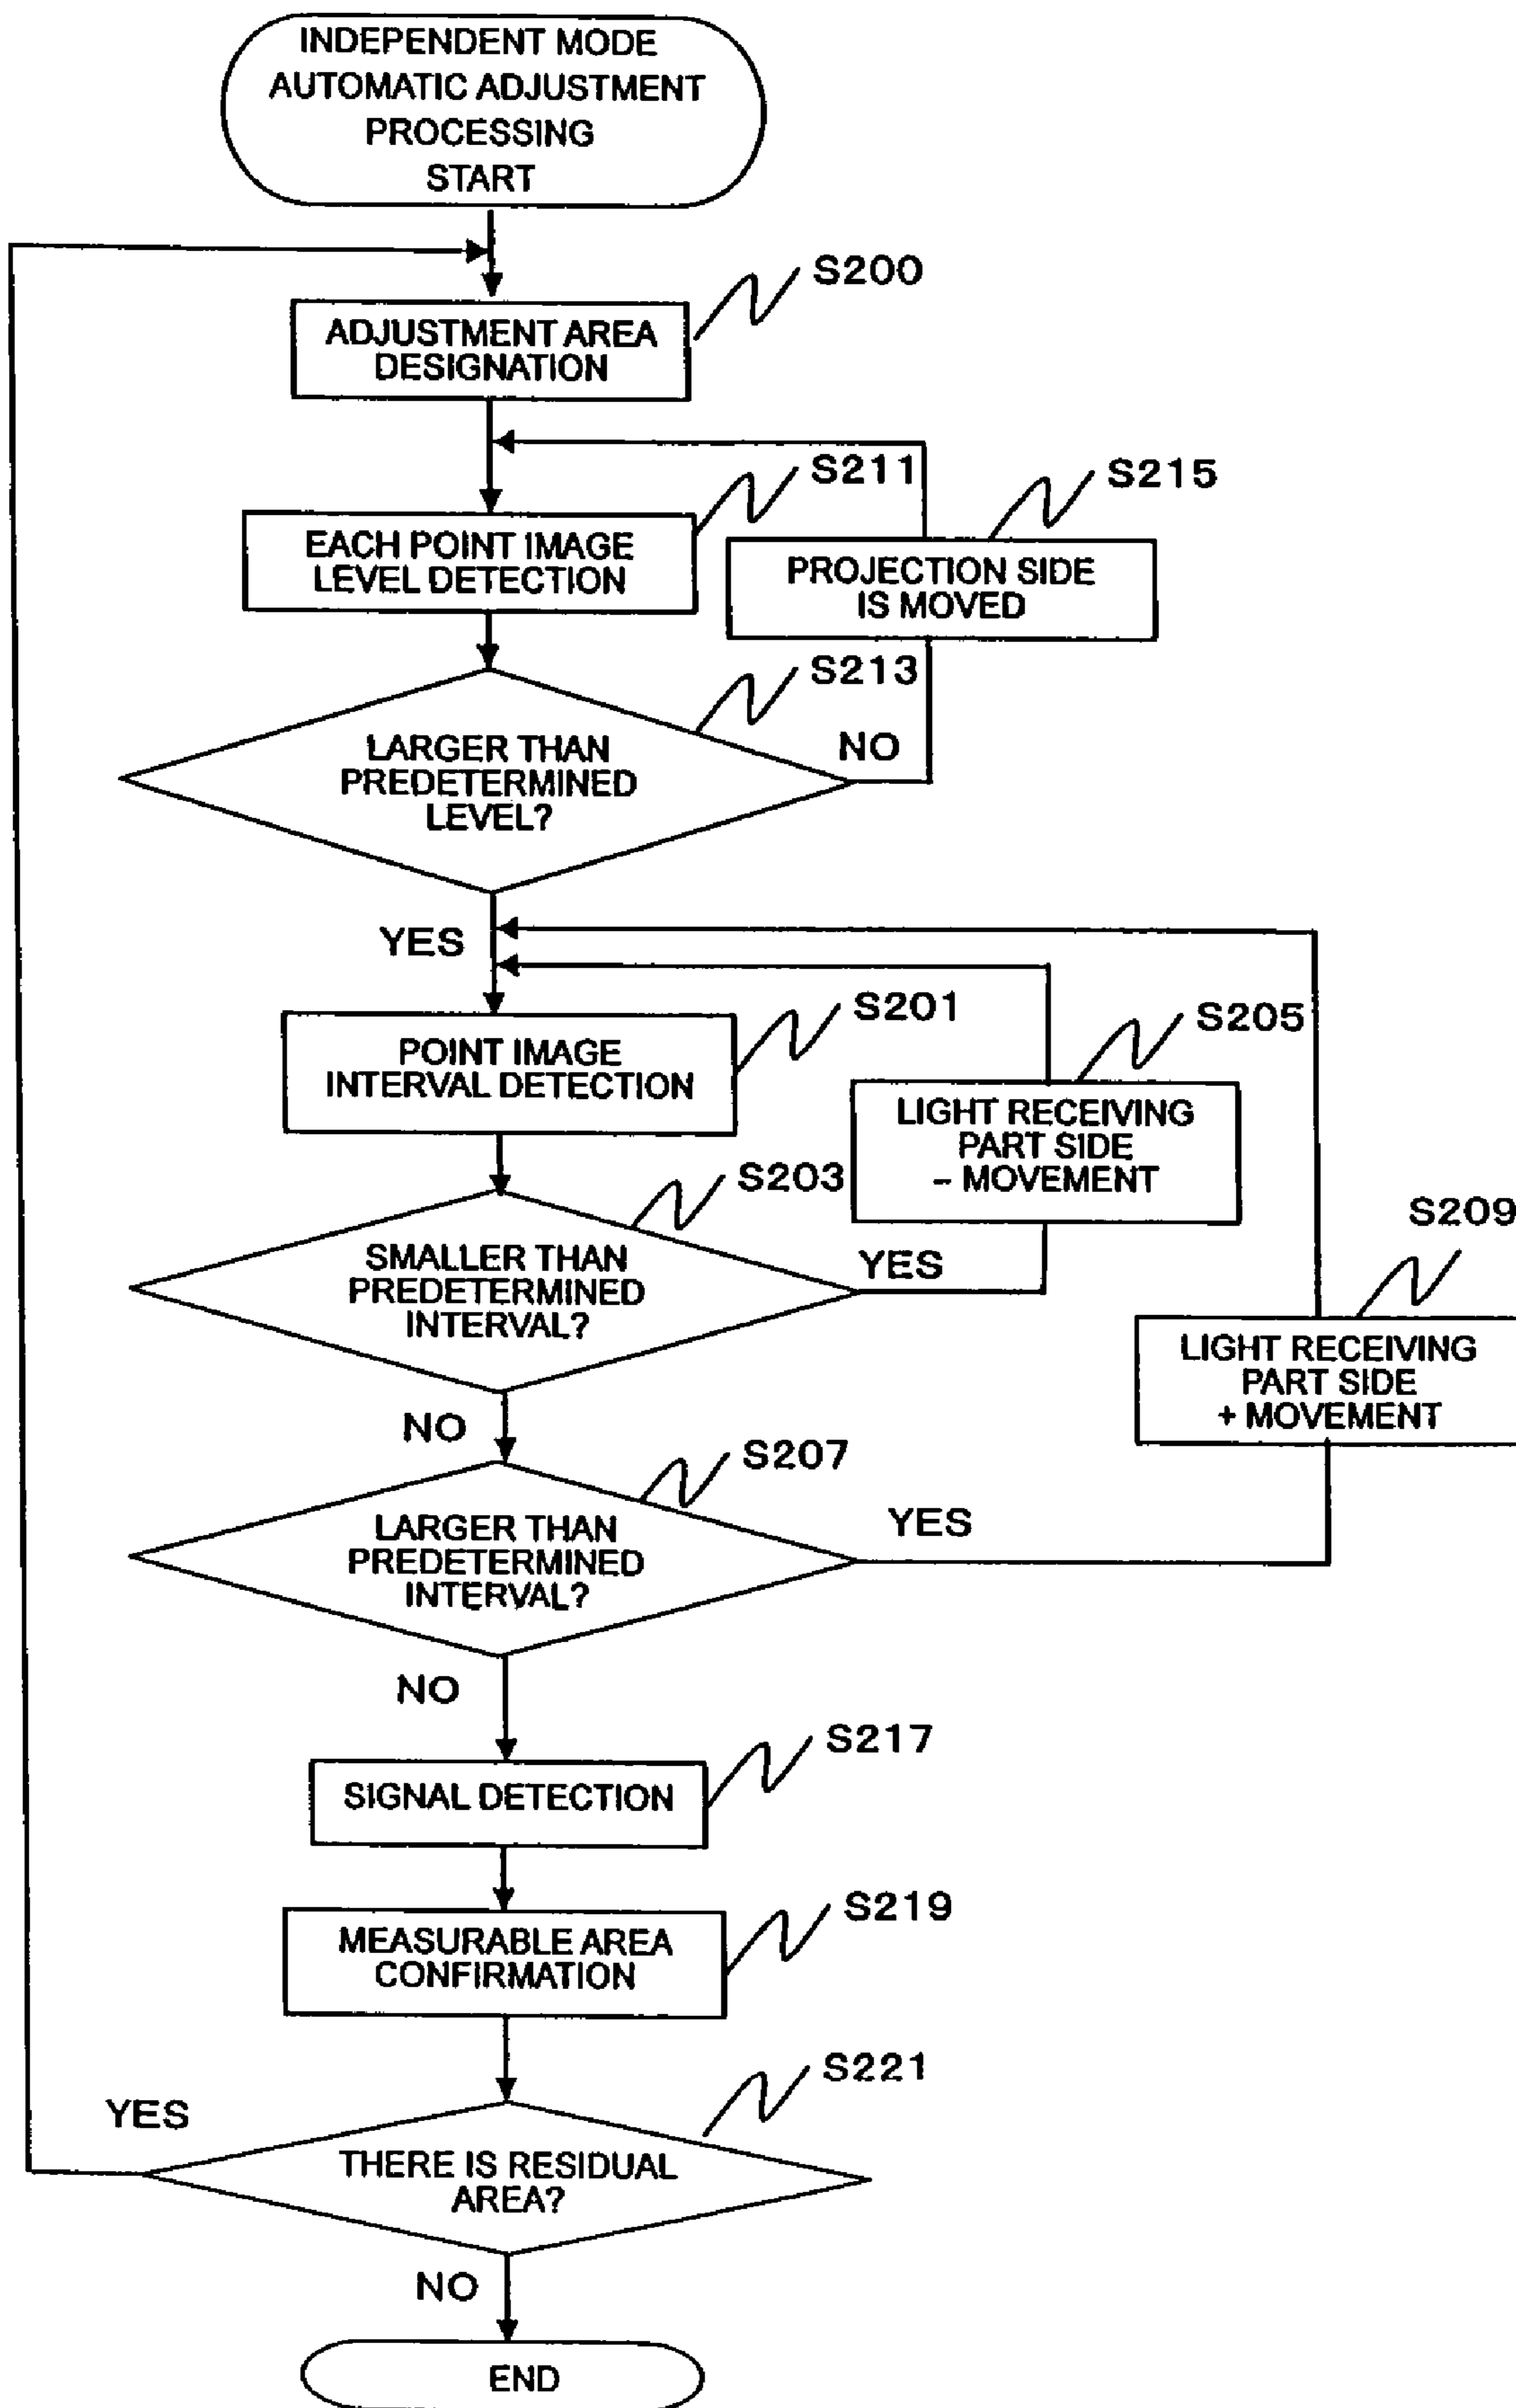 INDEPENDENT MODE
AUTOMATIC ADJUSTMENT
PROCESSING
START
S200
ADJUSTMENT AREA
DESIGNATION
S211
EACH POINT IMAGE
LEVEL DETECTION
S215
PROJECTION SIDE
IS MOVED
S213
LARGER THAN
PREDETERMINED
LEVEL?
NO
YES
S201
POINT IMAGE
INTERVAL DETECTION
S205
LIGHT RECEIVING
PART SIDE
– MOVEMENT
S203
SMALLER THAN
PREDETERMINED
INTERVAL?
YES
S209
LIGHT RECEIVING
PART SIDE
+ MOVEMENT
NO
S207
LARGER THAN
PREDETERMINED
INTERVAL?
YES
NO
S217
SIGNAL DETECTION
S219
MEASURABLE AREA
CONFIRMATION
S221
YES
THERE IS RESIDUAL
AREA?
NO
END